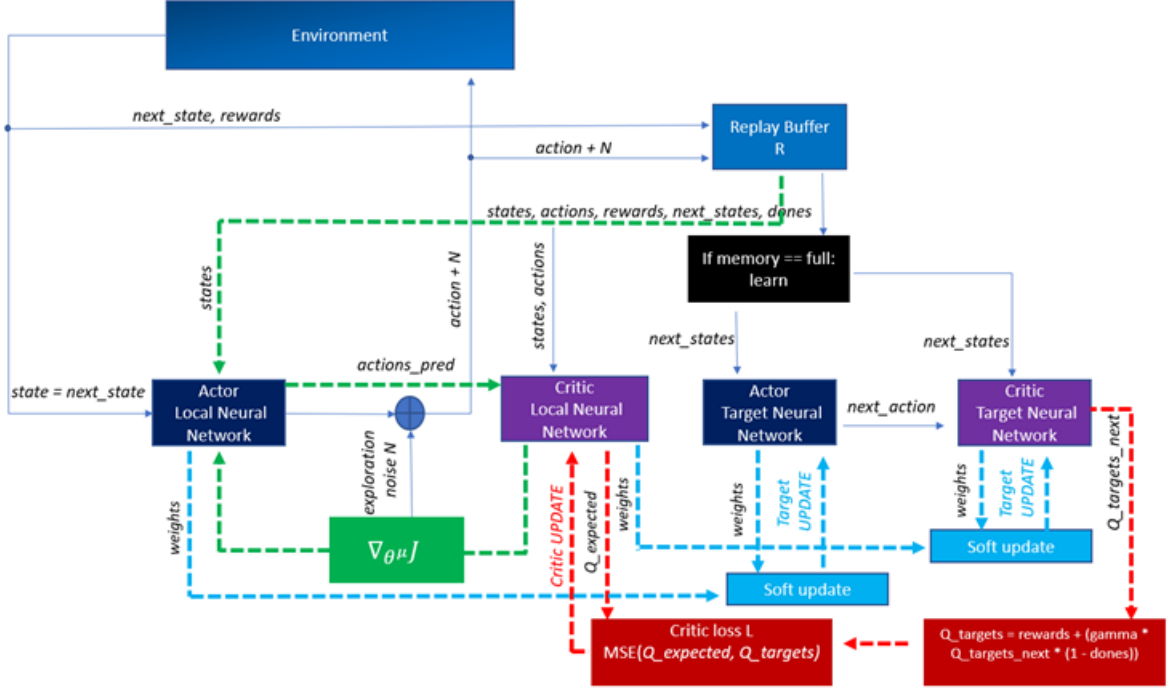 Environment
next_state, rewards
Replay Buffer
R
action + N
states, actions, rewards, next_states, dones
If memory == full:
learn
states
action + N
states, actions
next_states
next_states
actions_pred
state = next_state
Actor
Local Neural
Network
Critic
Local Neural
Network
Actor
Target Neural
Network
next_action
Critic
Target Neural
Network
exploration
noise N
weights
∇θμJ
Critic UPDATE
Q_expected
weights
weights
Target
UPDATE
weights
Target
UPDATE
Q_targets_next
Soft update
Soft update
Critic loss L
MSE(Q_expected, Q_targets)
Q_targets = rewards + (gamma *
Q_targets_next * (1 - dones))